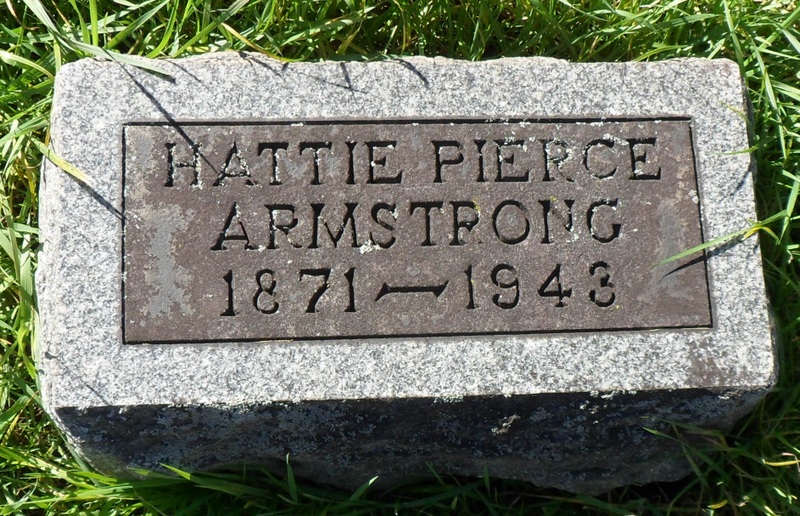 HATTIE PIERCE
ARMSTRONG
1871—1943